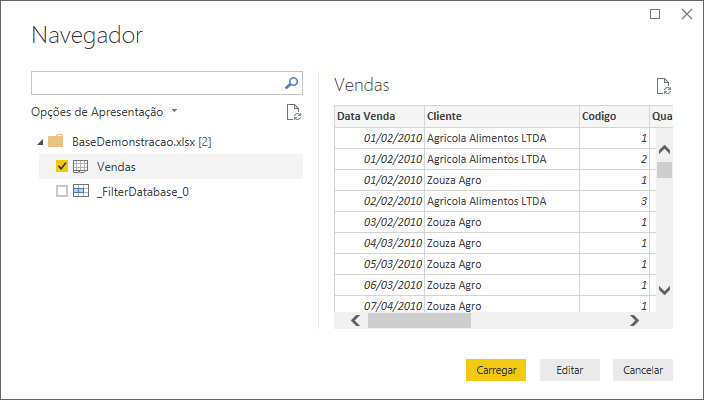 Navegador
Opções de Apresentação
BaseDemonstracao.xlsx [2]
Vendas
_FilterDatabase_0
Vendas
Data Venda Cliente Codigo Qua
01/02/2010 Agricola Alimentos LTDA 1
01/02/2010 Agricola Alimentos LTDA 2
01/02/2010 Zouza Agro 1
02/02/2010 Agricola Alimentos LTDA 3
03/02/2010 Zouza Agro 1
04/03/2010 Zouza Agro 1
05/03/2010 Zouza Agro 1
06/03/2010 Zouza Agro 1
07/04/2010 Zouza Agro 1
Carregar Editar Cancelar